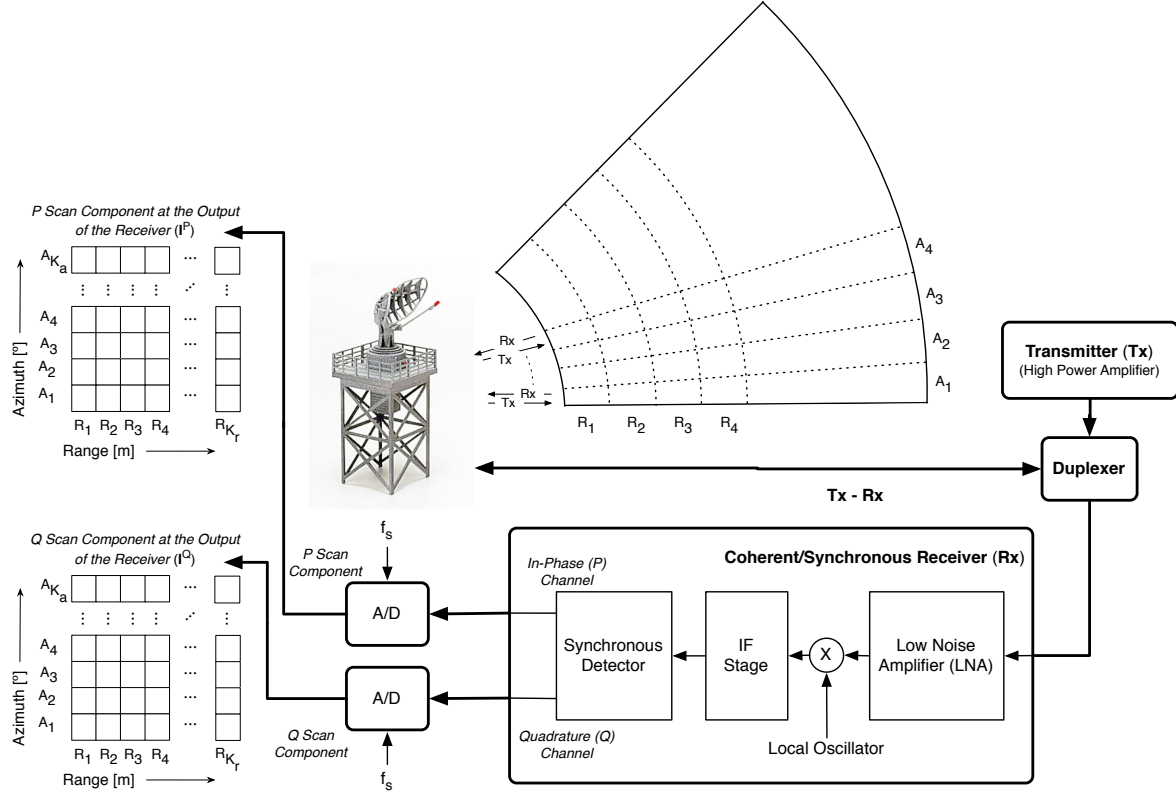 P Scan Component at the Output
of the Receiver (I^P)
A_Ka ...
⋮ ⋮ ⋮ ⋮ ⋰ ⋮
A4 ...
A3 ...
A2 ...
A1 ...
Azimuth [º]
R1 R2 R3 R4 R_Kr
Range [m]
A4
A3
A2
A1
Rx
Tx
Rx
Tx
R1 R2 R3 R4
Transmitter (Tx)
(High Power Amplifier)
Duplexer
Tx - Rx
Q Scan Component at the Output
of the Receiver (I^Q)
A_Ka ...
⋮ ⋮ ⋮ ⋮ ⋰ ⋮
A4 ...
A3 ...
A2 ...
A1 ...
Azimuth [º]
R1 R2 R3 R4 R_Kr
Range [m]
fs
P Scan
Component
A/D
A/D
Q Scan
Component
fs
Coherent/Synchronous Receiver (Rx)
In-Phase (P)
Channel
Synchronous
Detector
IF
Stage
X
Low Noise
Amplifier (LNA)
Quadrature (Q)
Channel
Local Oscillator